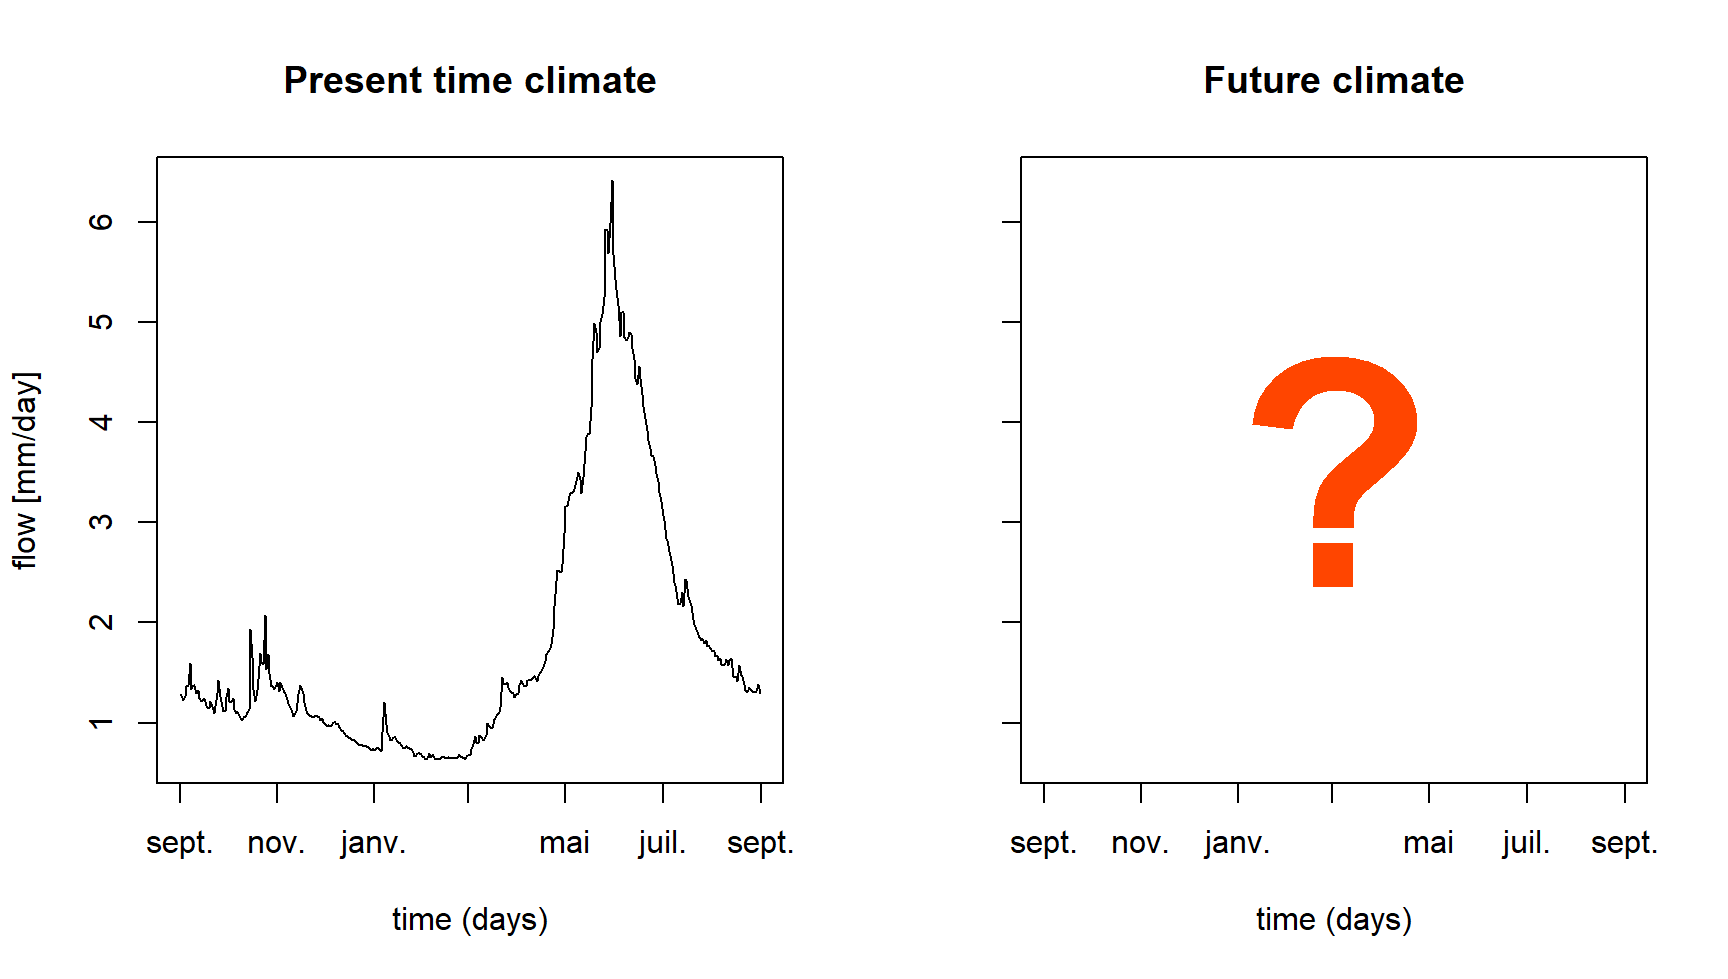 Present time climate
flow [mm/day]
6
5
4
3
2
1
sept. nov. janv. mai juil. sept.
time (days)
Future climate
?
sept. nov. janv. mai juil. sept.
time (days)